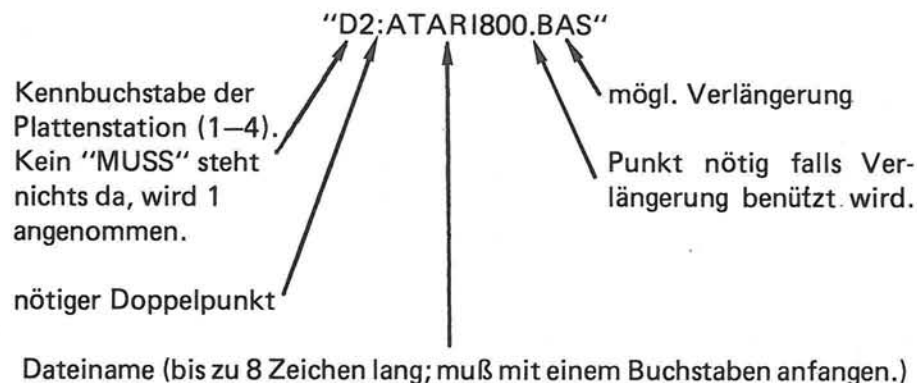 "D2:ATARI800.BAS"
Kennbuchstabe der
Plattenstation (1—4).
Kein "MUSS" steht
nichts da, wird 1
angenommen.
nötiger Doppelpunkt
mögl. Verlängerung
Punkt nötig falls Ver-
längerung benützt wird.
Dateiname (bis zu 8 Zeichen lang; muß mit einem Buchstaben anfangen.)